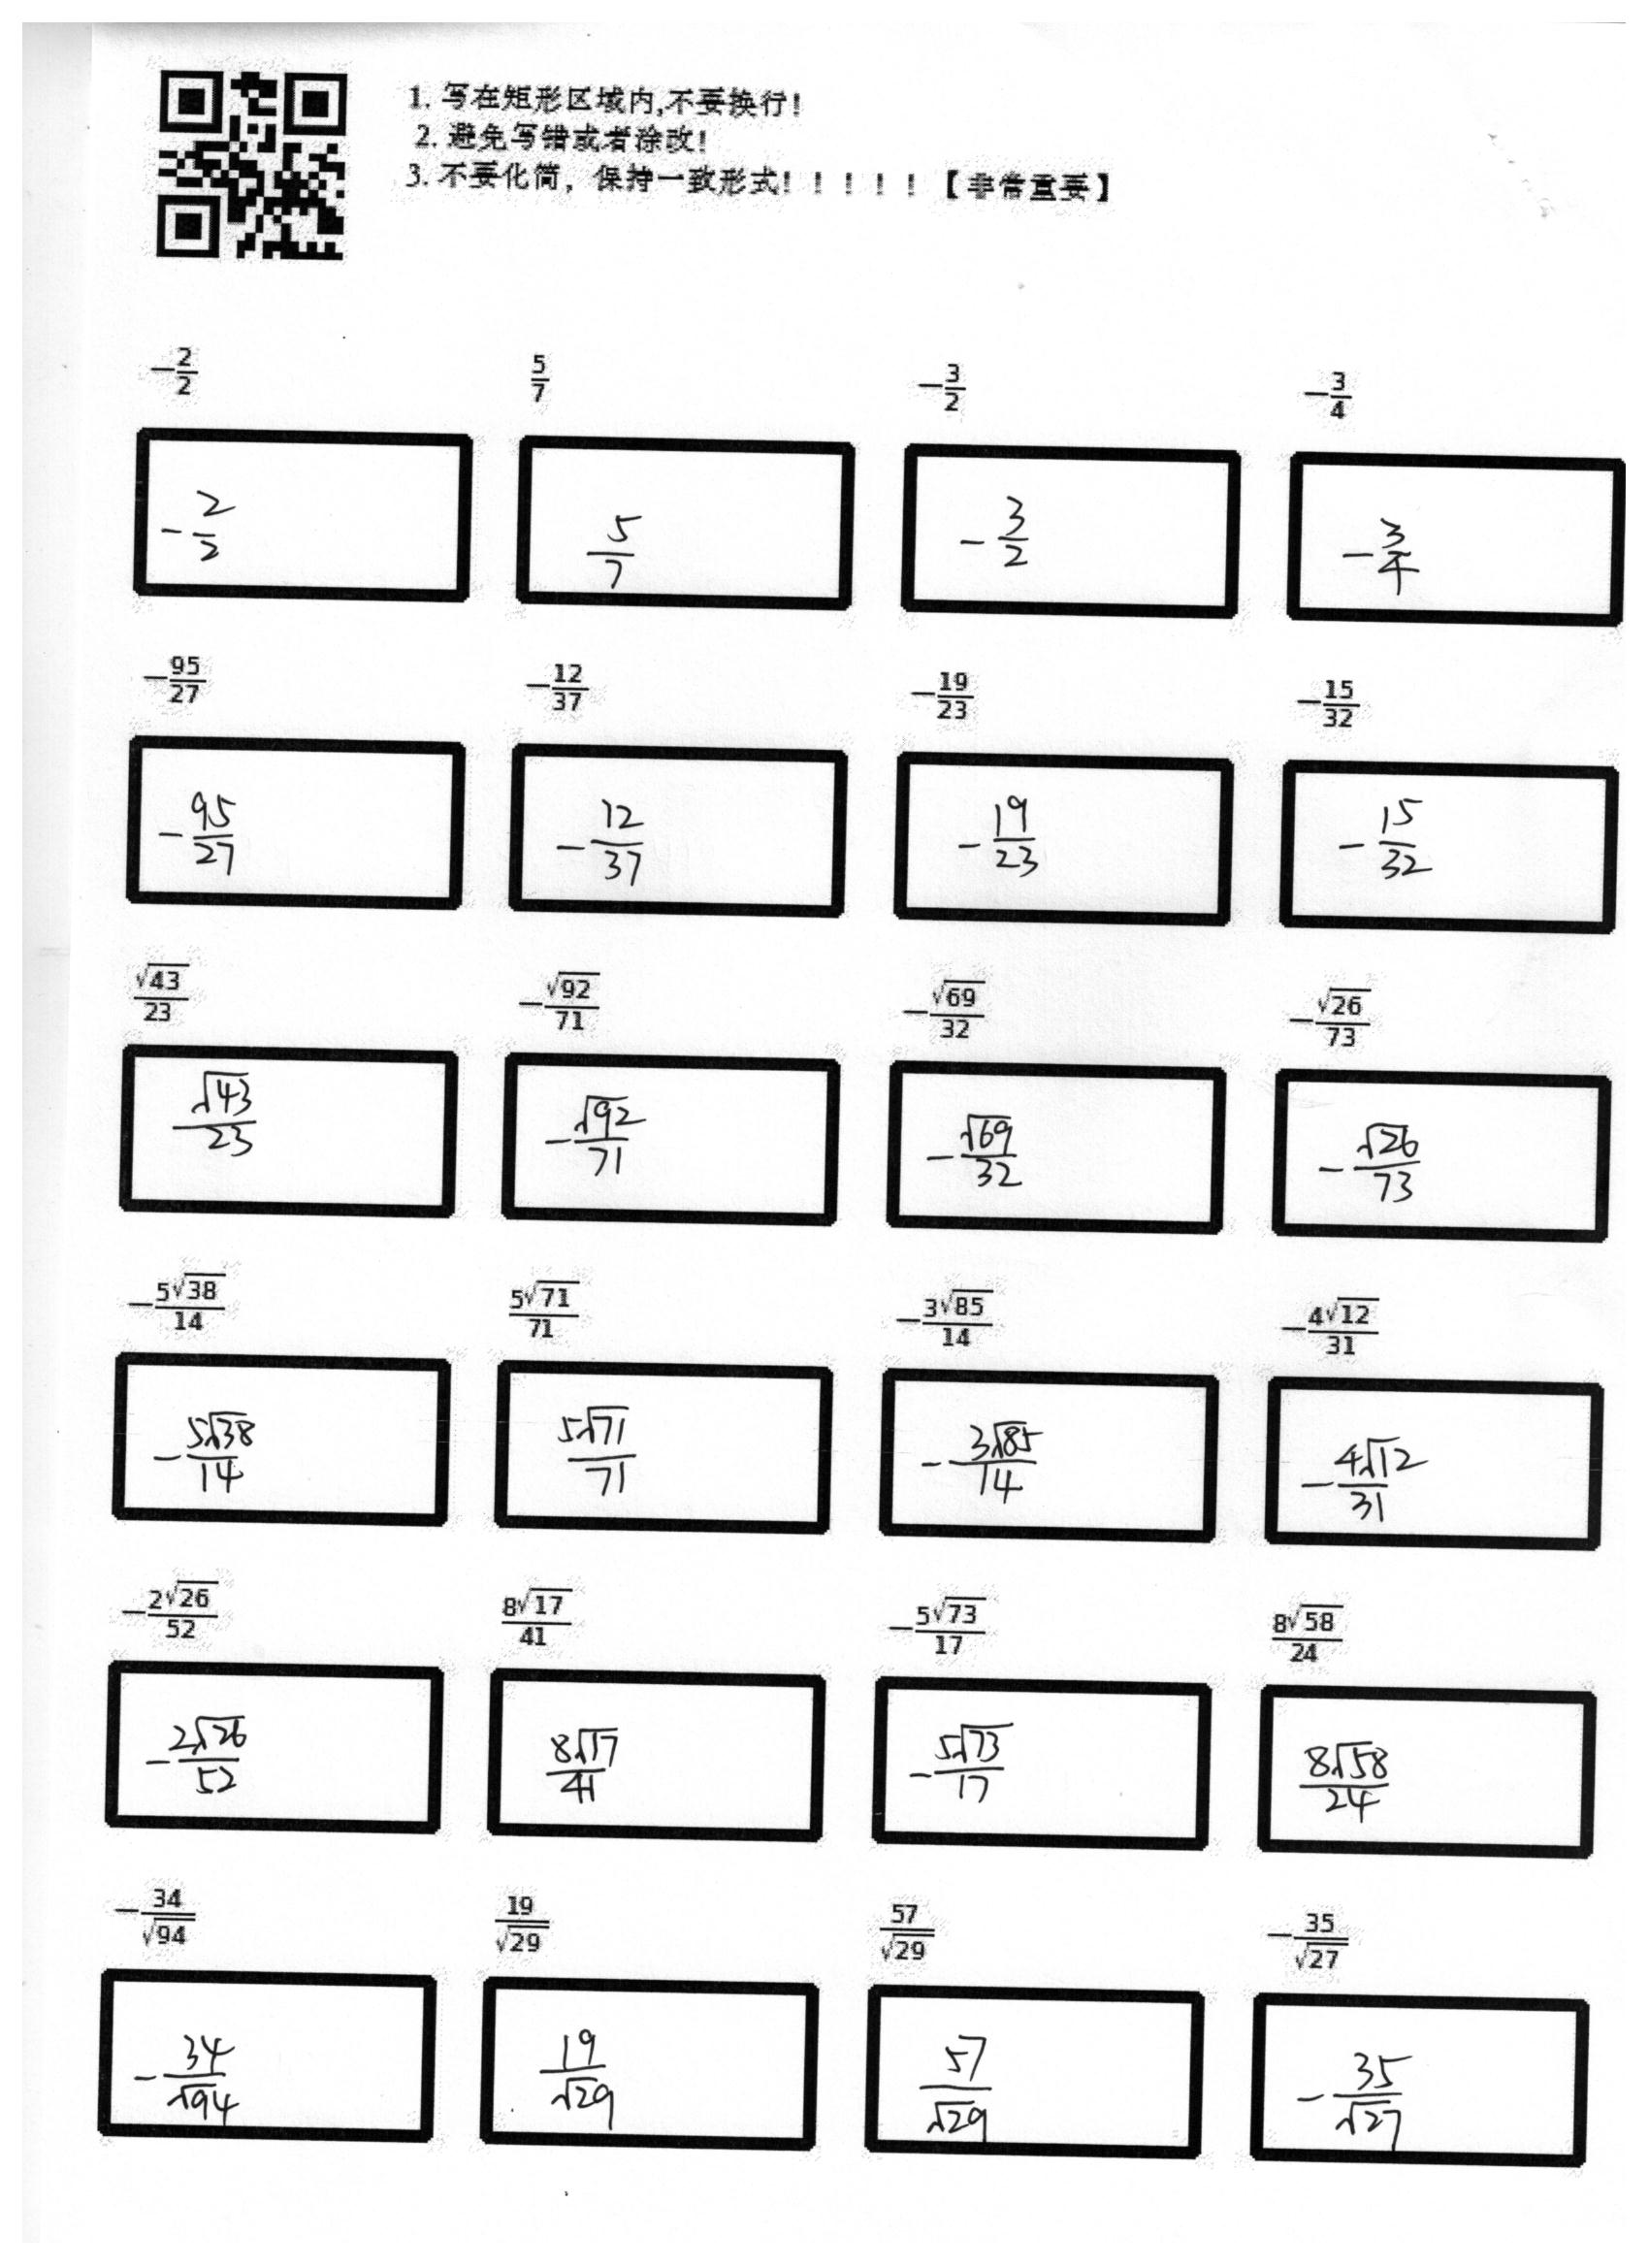 1. 写在矩形区域内,不要换行!
2. 避免写错或者涂改!
3. 不要化简，保持一致形式! ! ! ! ! 【非常重要】
-\frac{2}{2} \frac{5}{7} -\frac{3}{2} -\frac{3}{4}
-\frac{2}{2} \frac{5}{7} -\frac{3}{2} -\frac{3}{4}
-\frac{95}{27} -\frac{12}{37} -\frac{19}{23} -\frac{15}{32}
-\frac{95}{27} -\frac{12}{37} -\frac{19}{23} -\frac{15}{32}
\frac{\sqrt{43}}{23} -\frac{\sqrt{92}}{71} -\frac{\sqrt{69}}{32} -\frac{\sqrt{26}}{73}
\frac{\sqrt{43}}{23} -\frac{\sqrt{92}}{71} -\frac{\sqrt{69}}{32} -\frac{\sqrt{26}}{73}
-\frac{5\sqrt{38}}{14} \frac{5\sqrt{71}}{71} -\frac{3\sqrt{85}}{14} -\frac{4\sqrt{12}}{31}
-\frac{5\sqrt{38}}{14} \frac{5\sqrt{71}}{71} -\frac{3\sqrt{85}}{14} -\frac{4\sqrt{12}}{31}
-\frac{2\sqrt{26}}{52} \frac{8\sqrt{17}}{41} -\frac{5\sqrt{73}}{17} \frac{8\sqrt{58}}{24}
-\frac{2\sqrt{26}}{52} \frac{8\sqrt{17}}{41} -\frac{5\sqrt{73}}{17} \frac{8\sqrt{58}}{24}
-\frac{34}{\sqrt{94}} \frac{19}{\sqrt{29}} \frac{57}{\sqrt{29}} -\frac{35}{\sqrt{27}}
-\frac{34}{\sqrt{94}} \frac{19}{\sqrt{29}} \frac{57}{\sqrt{29}} -\frac{35}{\sqrt{27}}